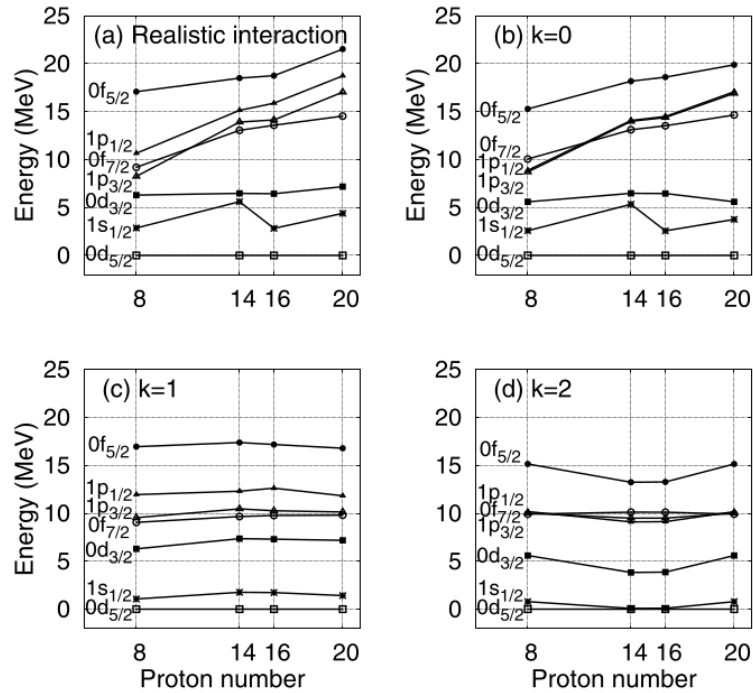 (a) Realistic interaction
Energy (MeV)
25
20
15
10
5
0
0f5/2
1p1/2
0f7/2
1p3/2
0d3/2
1s1/2
0d5/2
8 14 16 20
(b) k=0
Energy (MeV)
25
20
15
10
5
0
0f5/2
0f7/2
1p1/2
1p3/2
0d3/2
1s1/2
0d5/2
8 14 16 20
(c) k=1
Energy (MeV)
25
20
15
10
5
0
0f5/2
1p1/2
1p3/2
0f7/2
0d3/2
1s1/2
0d5/2
8 14 16 20
Proton number
(d) k=2
Energy (MeV)
25
20
15
10
5
0
0f5/2
1p1/2
0f7/2
1p3/2
0d3/2
1s1/2
0d5/2
8 14 16 20
Proton number